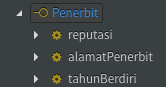 Penerbit
reputasi
alamatPenerbit
tahunBerdiri